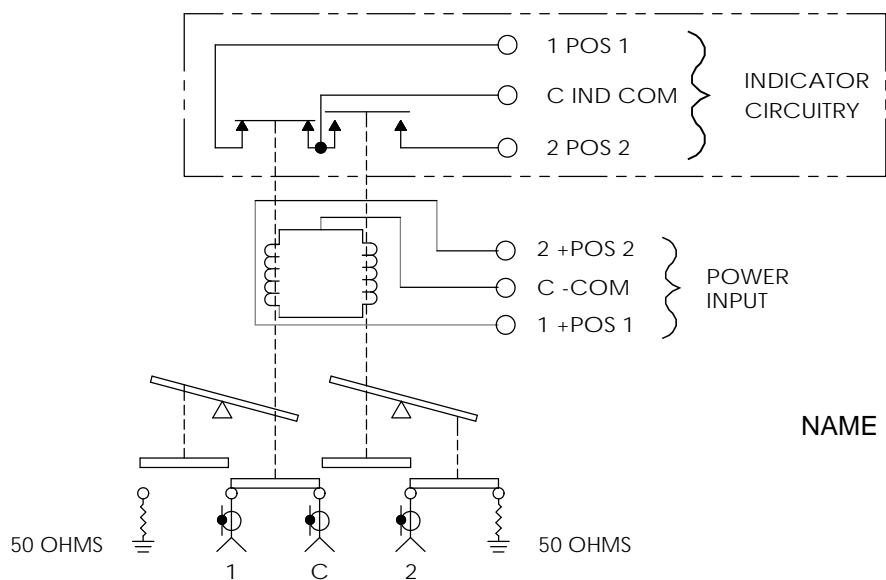 1 POS 1
C IND COM
2 POS 2
INDICATOR
CIRCUITRY
2 +POS 2
C -COM
1 +POS 1
POWER
INPUT
NAME
50 OHMS
50 OHMS
1
C
2